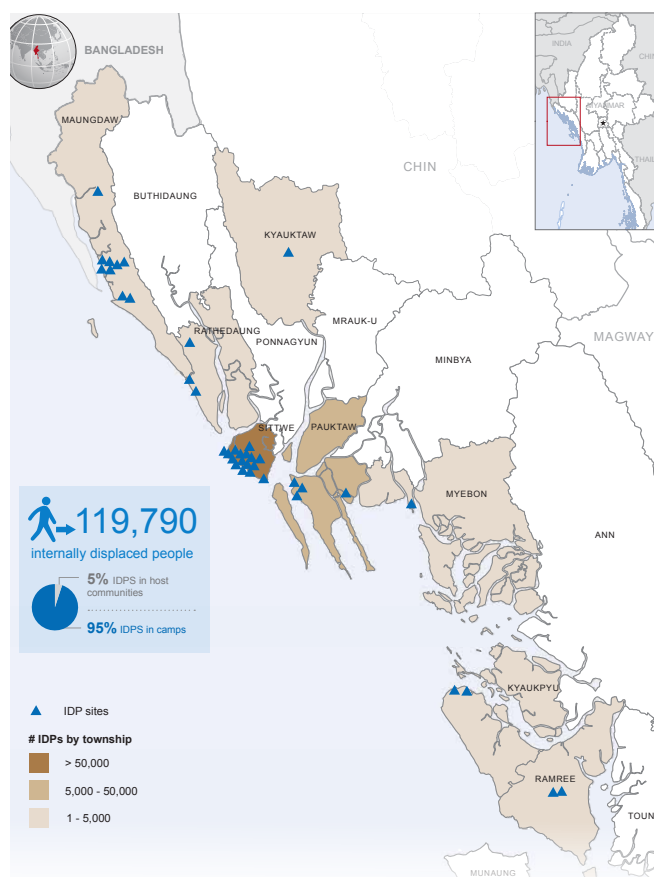 BANGLADESH
INDIA
CHIN
MYANMAR
THAIL
MAUNGDAW
BUTHIDAUNG
CHIN
KYAUKTAW
MRAUK-U
RATHEDAUNG
PONNAGYUN
MAGWAY
MINBYA
SITTWE
PAUKTAW
MYEBON
ANN
119,790
internally displaced people
5% IDPS in host
communities
95% IDPS in camps
KYAUKPYU
IDP sites
# IDPs by township
> 50,000
5,000 - 50,000
1 - 5,000
RAMREE
TOUN
MUNAUNG